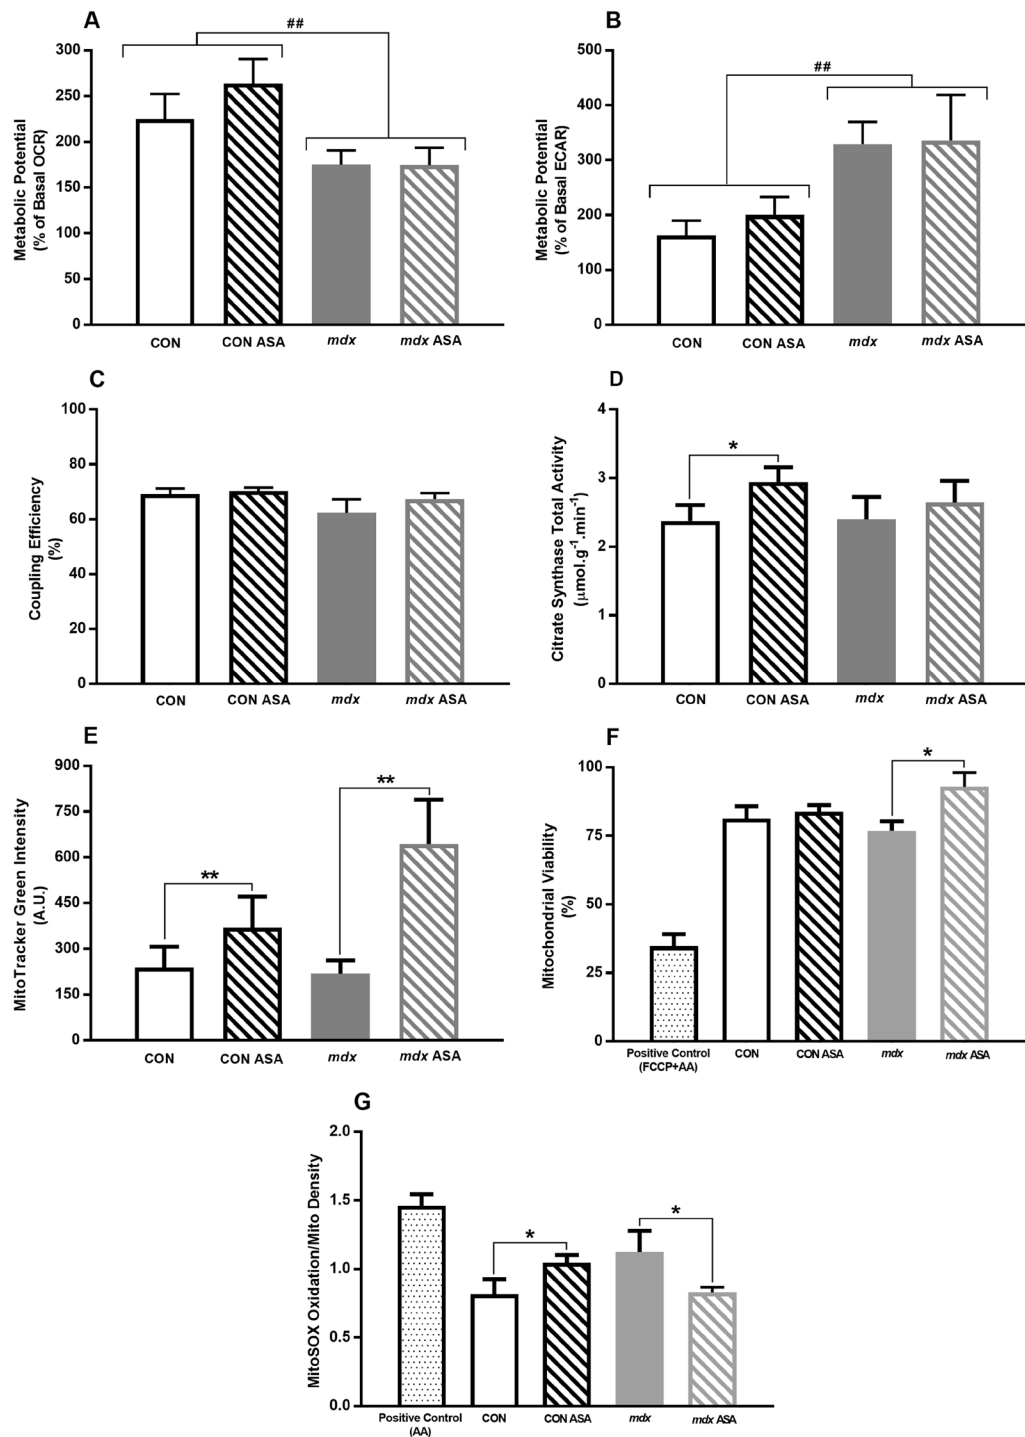 A
##
300
250
200
150
100
50
0
Metabolic Potential
(% of Basal OCR)
CON
CON ASA
mdx
mdx ASA
B
##
500
400
300
200
100
0
Metabolic Potential
(% of Basal ECAR)
CON
CON ASA
mdx
mdx ASA
C
100
80
60
40
20
0
Coupling Efficiency
(%)
CON
CON ASA
mdx
mdx ASA
D
*
4
3
2
1
0
Citrate Synthase Total Activity
(μmol.g⁻¹.min⁻¹)
CON
CON ASA
mdx
mdx ASA
E
**
**
900
750
600
450
300
150
0
MitoTracker Green Intensity
(A.U.)
CON
CON ASA
mdx
mdx ASA
F
*
100
75
50
25
0
Mitochondrial Viability
(%)
Positive Control
(FCCP+AA)
CON
CON ASA
mdx
mdx ASA
G
*
*
2.0
1.5
1.0
0.5
0.0
MitoSOX Oxidation/Mito Density
Positive Control
(AA)
CON
CON ASA
mdx
mdx ASA